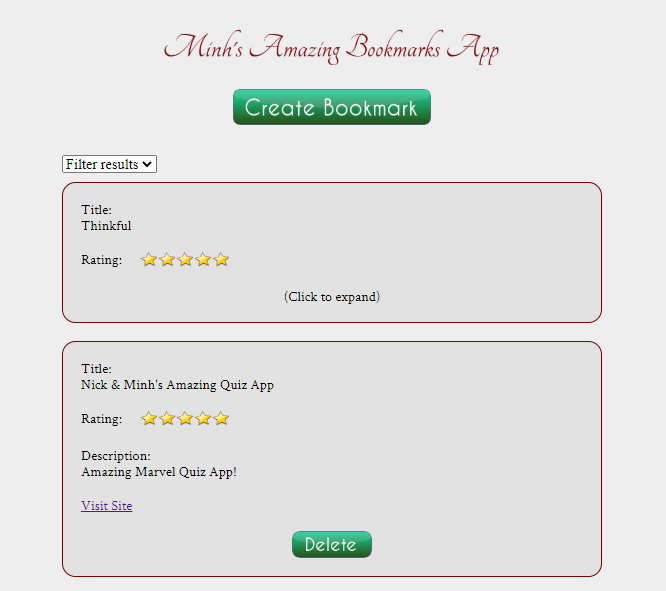 Minh's Amazing Bookmarks App
Create Bookmark
Filter results
Title:
Thinkful
Rating:
(Click to expand)
Title:
Nick & Minh's Amazing Quiz App
Rating:
Description:
Amazing Marvel Quiz App!
Visit Site
Delete